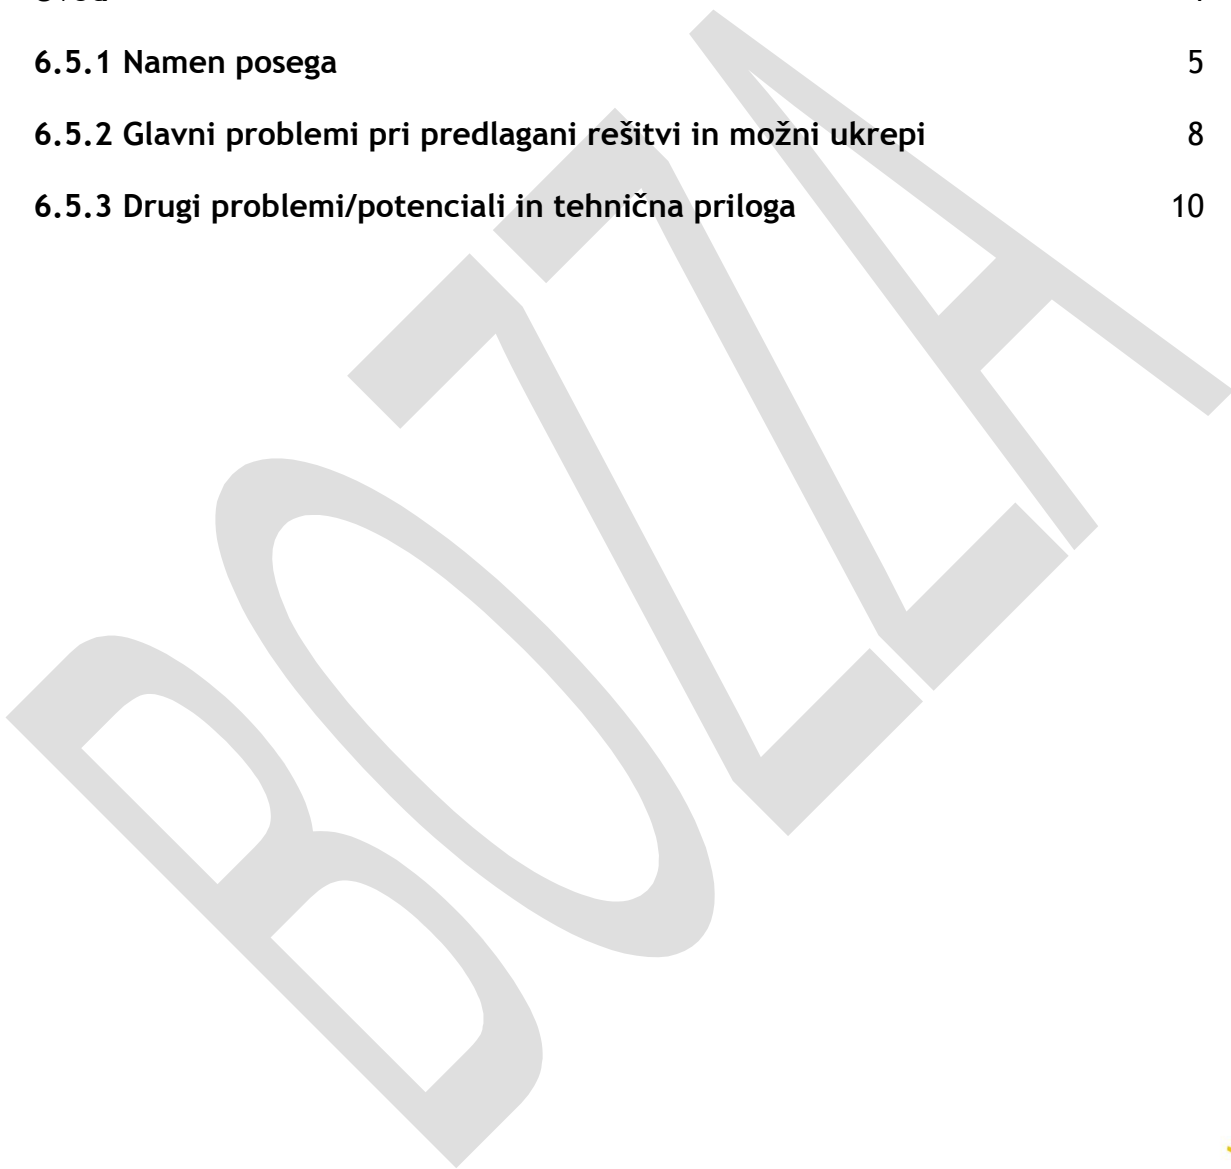 6.5.1 Namen posega 5
6.5.2 Glavni problemi pri predlagani rešitvi in možni ukrepi 8
6.5.3 Drugi problemi/potenciali in tehnična priloga 10
BOZZA